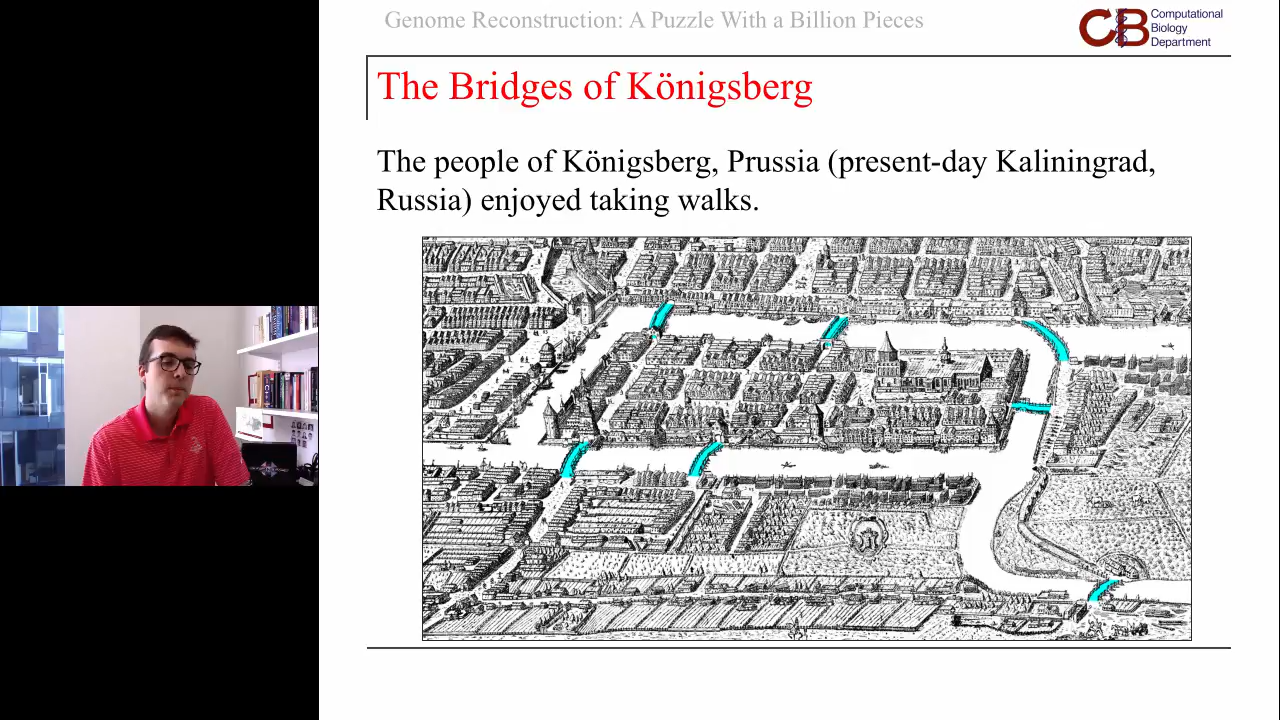 Genome Reconstruction: A Puzzle With a Billion Pieces
CB Computational
Biology
Department
The Bridges of Königsberg
The people of Königsberg, Prussia (present-day Kaliningrad,
Russia) enjoyed taking walks.